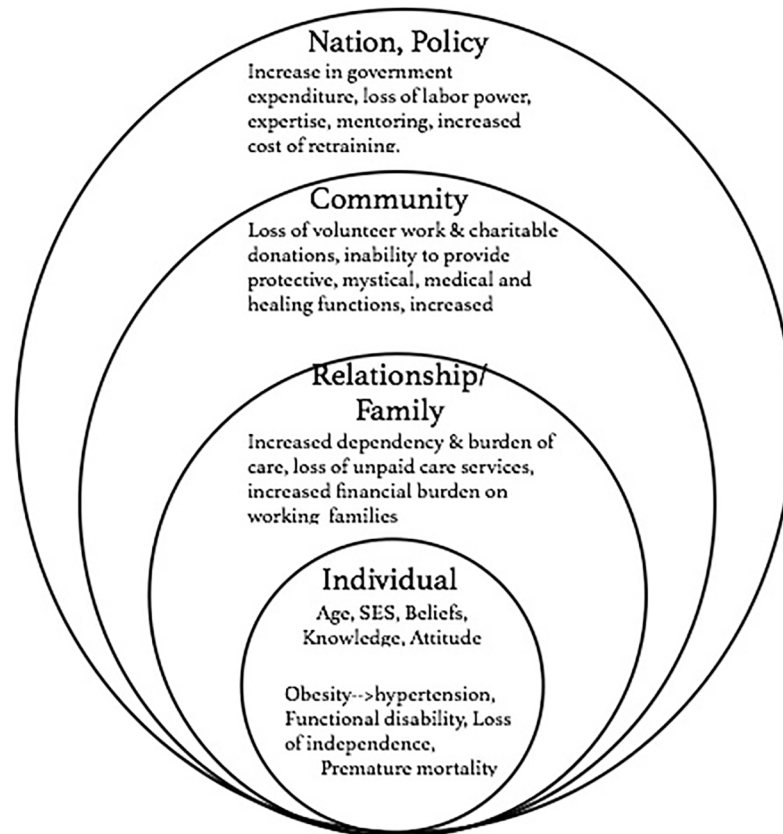 Nation, Policy
Increase in government
expenditure, loss of labor power,
expertise, mentoring, increased
cost of retraining.
Community
Loss of volunteer work & charitable
donations, inability to provide
protective, mystical, medical and
healing functions, increased
Relationship/
Family
Increased dependency & burden of
care, loss of unpaid care services,
increased financial burden on
working families
Individual
Age, SES, Beliefs,
Knowledge, Attitude
Obesity-->hypertension,
Functional disability, Loss
of independence,
Premature mortality